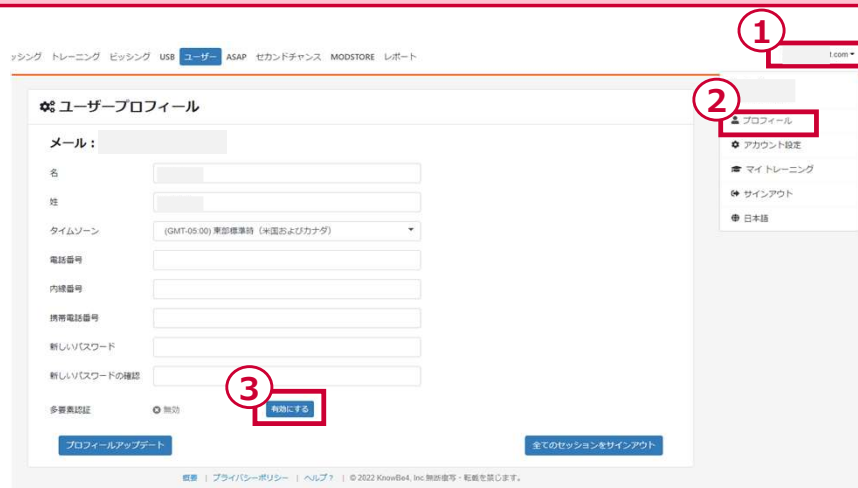 ①
ッシング トレーニング ビッシング USB ユーザー ASAP セカンドチャンス MODSTORE レポート
l.com
②
ユーザープロフィール
プロフィール
メール：
アカウント設定
名
マイ トレーニング
姓
サインアウト
タイムゾーン (GMT-05:00) 東部標準時（米国およびカナダ）
日本語
電話番号
内線番号
携帯電話番号
新しいパスワード
新しいパスワードの確認
③
多要素認証 無効 有効にする
プロフィールアップデート 全てのセッションをサインアウト
概要 | プライバシーポリシー | ヘルプ？ | © 2022 KnowBe4, Inc.無断複写・転載を禁じます。